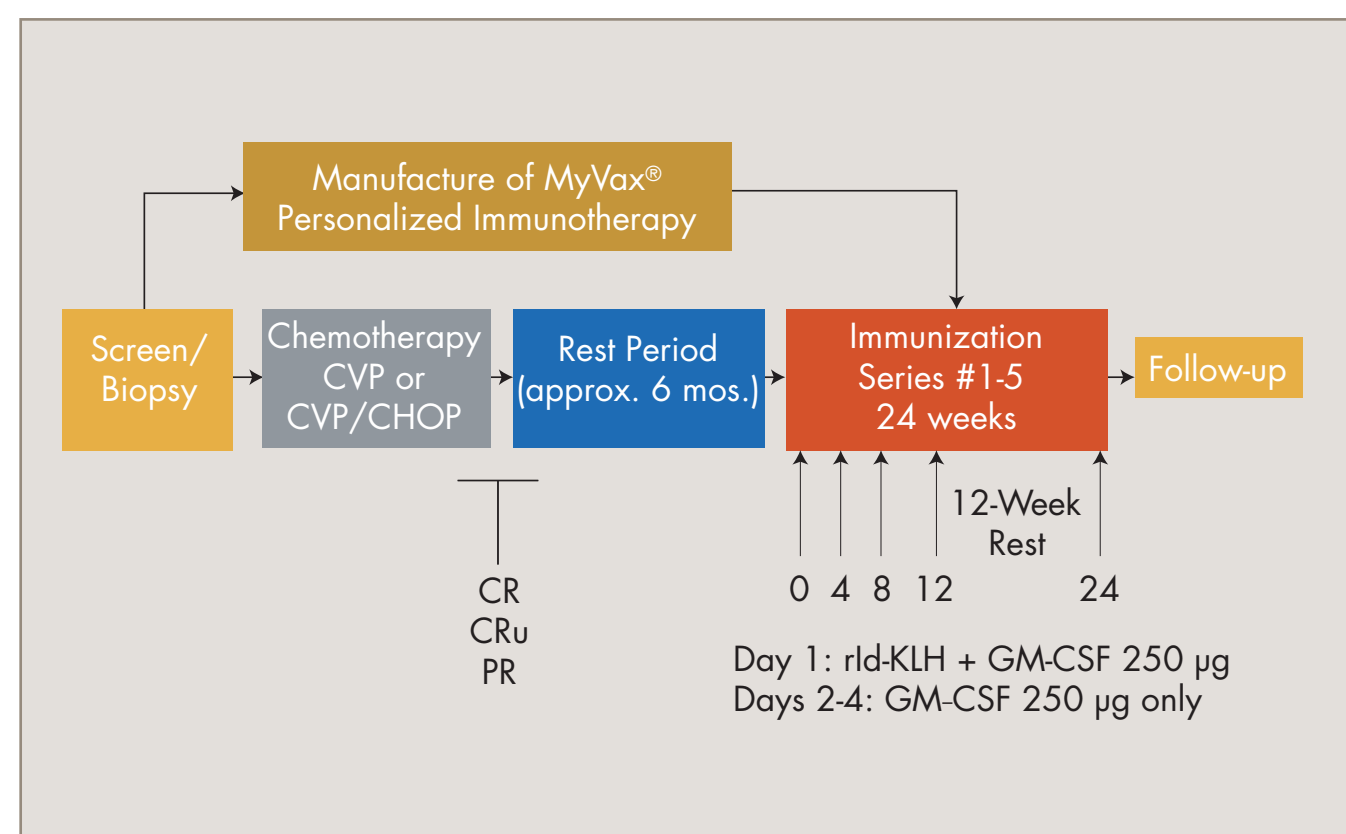 Manufacture of MyVax®
Personalized Immunotherapy
Screen/
Biopsy
Chemotherapy
CVP or
CVP/CHOP
Rest Period
(approx. 6 mos.)
Immunization
Series #1-5
24 weeks
Follow-up
CR
CRu
PR
12-Week
Rest
0 4 8 12 24
Day 1: rId-KLH + GM-CSF 250 µg
Days 2-4: GM-CSF 250 µg only